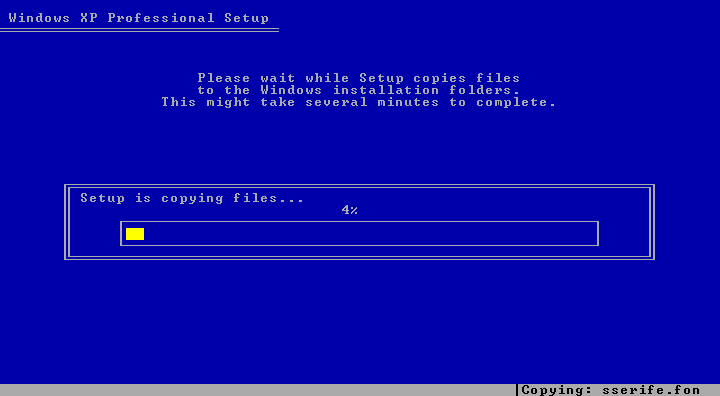 Windows XP Professional Setup
Please wait while Setup copies files
to the Windows installation folders.
This might take several minutes to complete.
Setup is copying files...
4%
Copying: sserife.fon